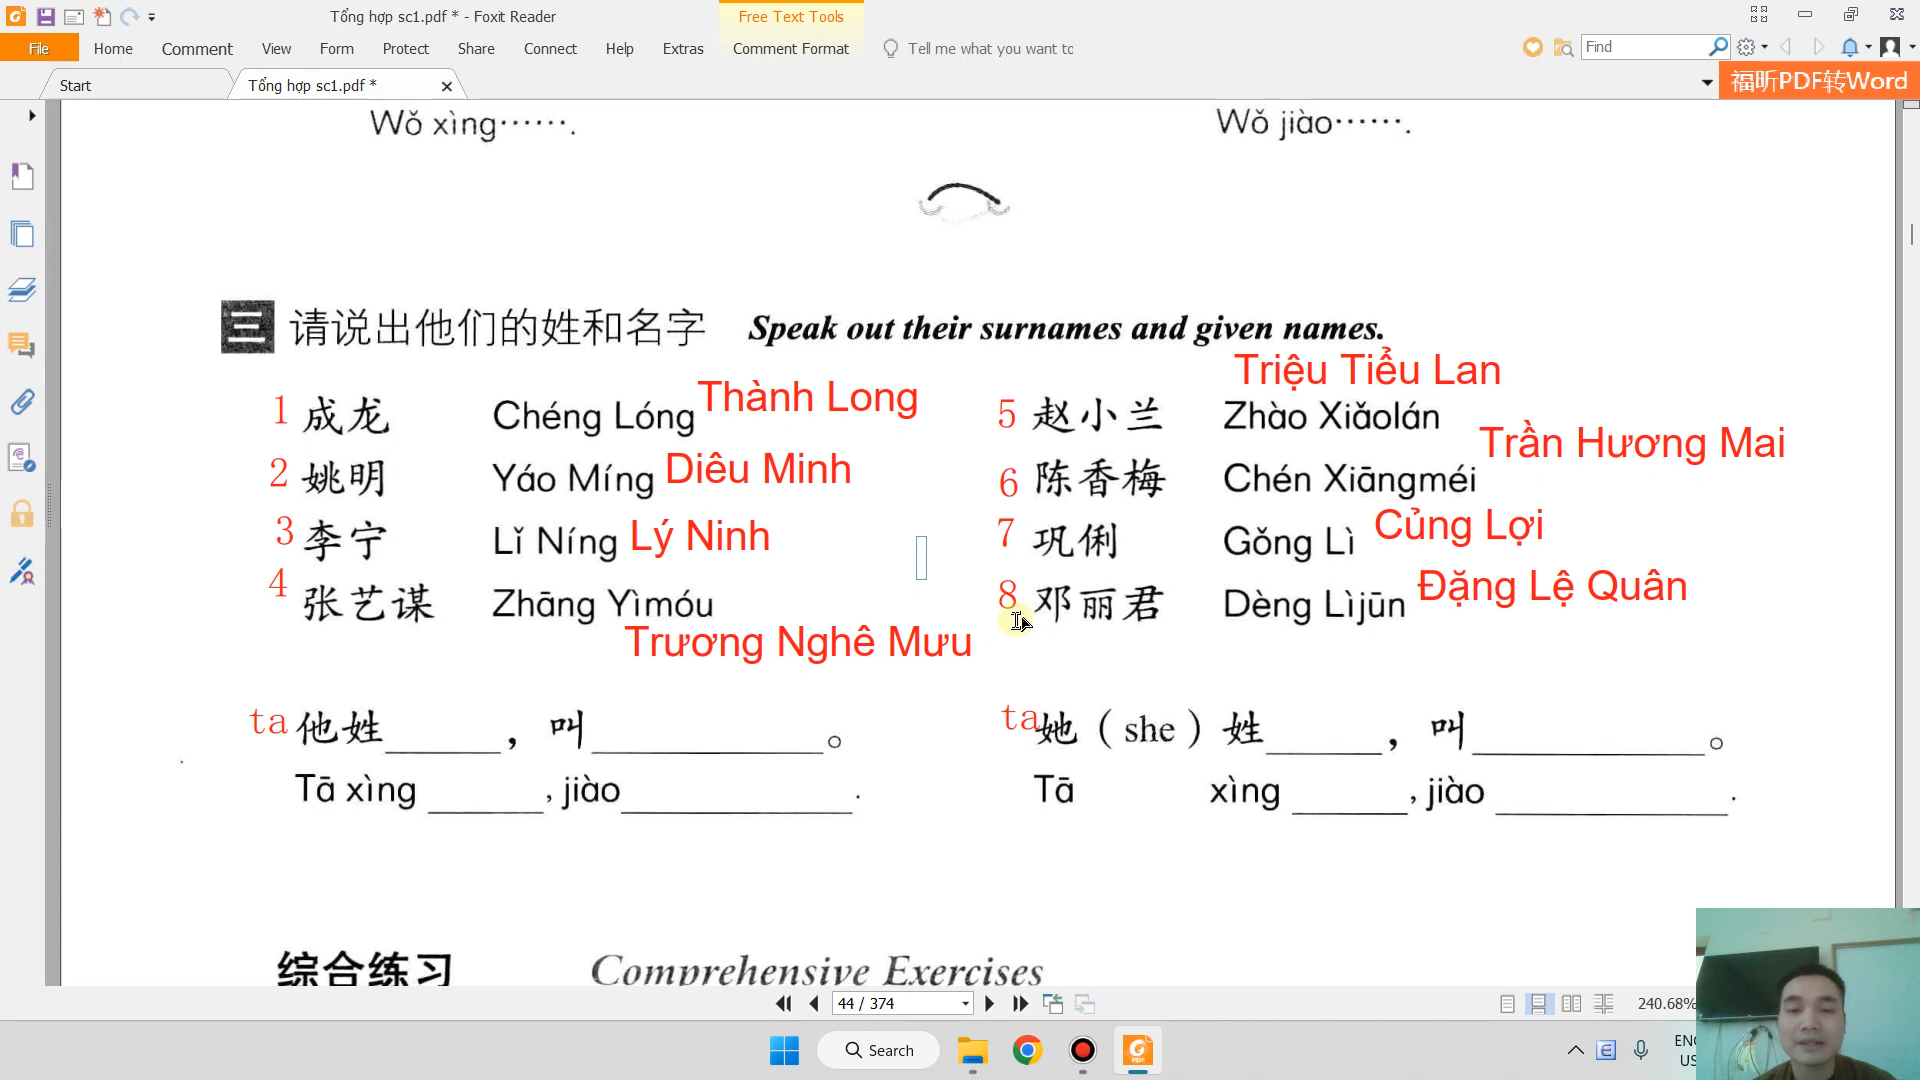 Tổng hợp sc1.pdf * - Foxit Reader
Free Text Tools
File Home Comment View Form Protect Share Connect Help Extras Comment Format Tell me what you want to
Find
Start
Tổng hợp sc1.pdf *
福昕PDF转Word
Wǒ xìng……. Wǒ jiào…….
三 请说出他们的姓和名字 Speak out their surnames and given names.
1 成龙 Chéng Lóng Thành Long
2 姚明 Yáo Míng Diêu Minh
3 李宁 Lǐ Níng Lý Ninh
4 张艺谋 Zhāng Yìmóu
Trương Nghê Mưu
Triệu Tiểu Lan
5 赵小兰 Zhào Xiǎolán
Trần Hương Mai
6 陈香梅 Chén Xiāngméi
7 巩俐 Gǒng Lì Củng Lợi
8 邓丽君 Dèng Lìjūn Đặng Lệ Quân
ta 他姓______，叫____________。
Tā xìng ______, jiào____________.
ta 她（she）姓______，叫____________。
Tā xìng ______, jiào ____________.
综合练习 Comprehensive Exercises
44 / 374
240.68%
Search
ENG
US